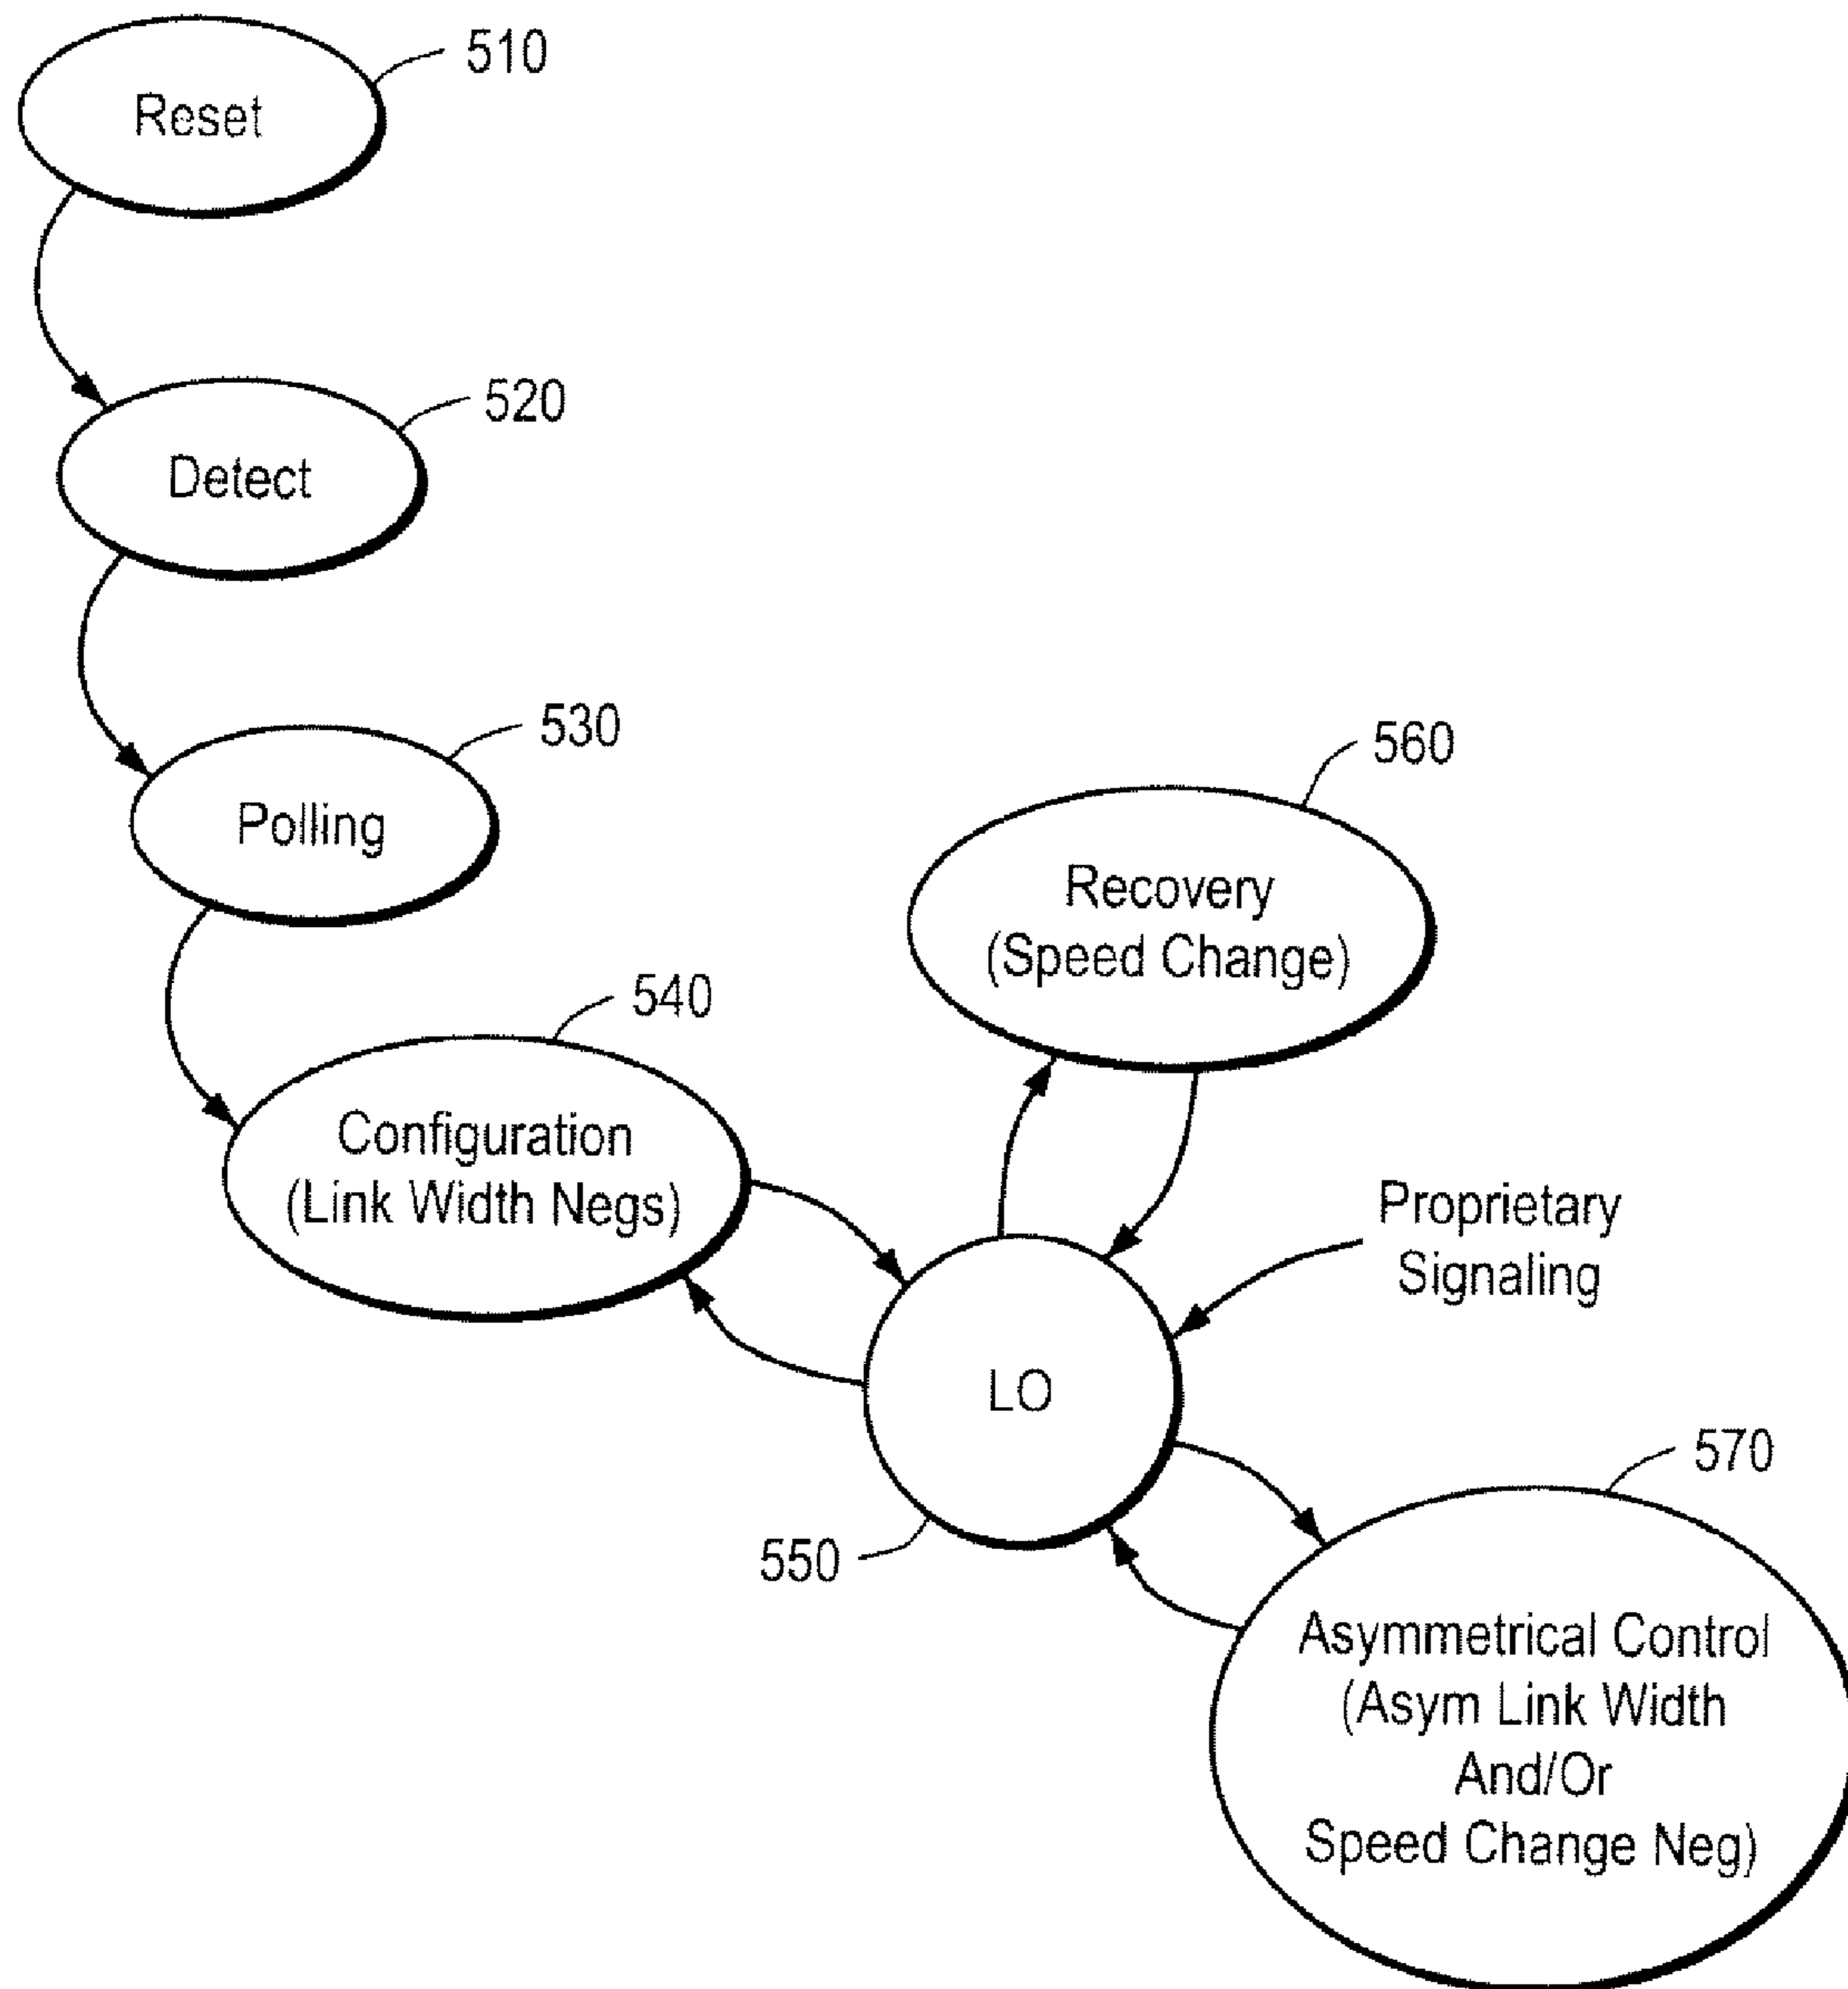 510
Reset
520
Detect
530
Polling
560
Recovery
(Speed Change)
540
Configuration
(Link Width Negs)
Proprietary
Signaling
LO
550
570
Asymmetrical Control
(Asym Link Width
And/Or
Speed Change Neg)